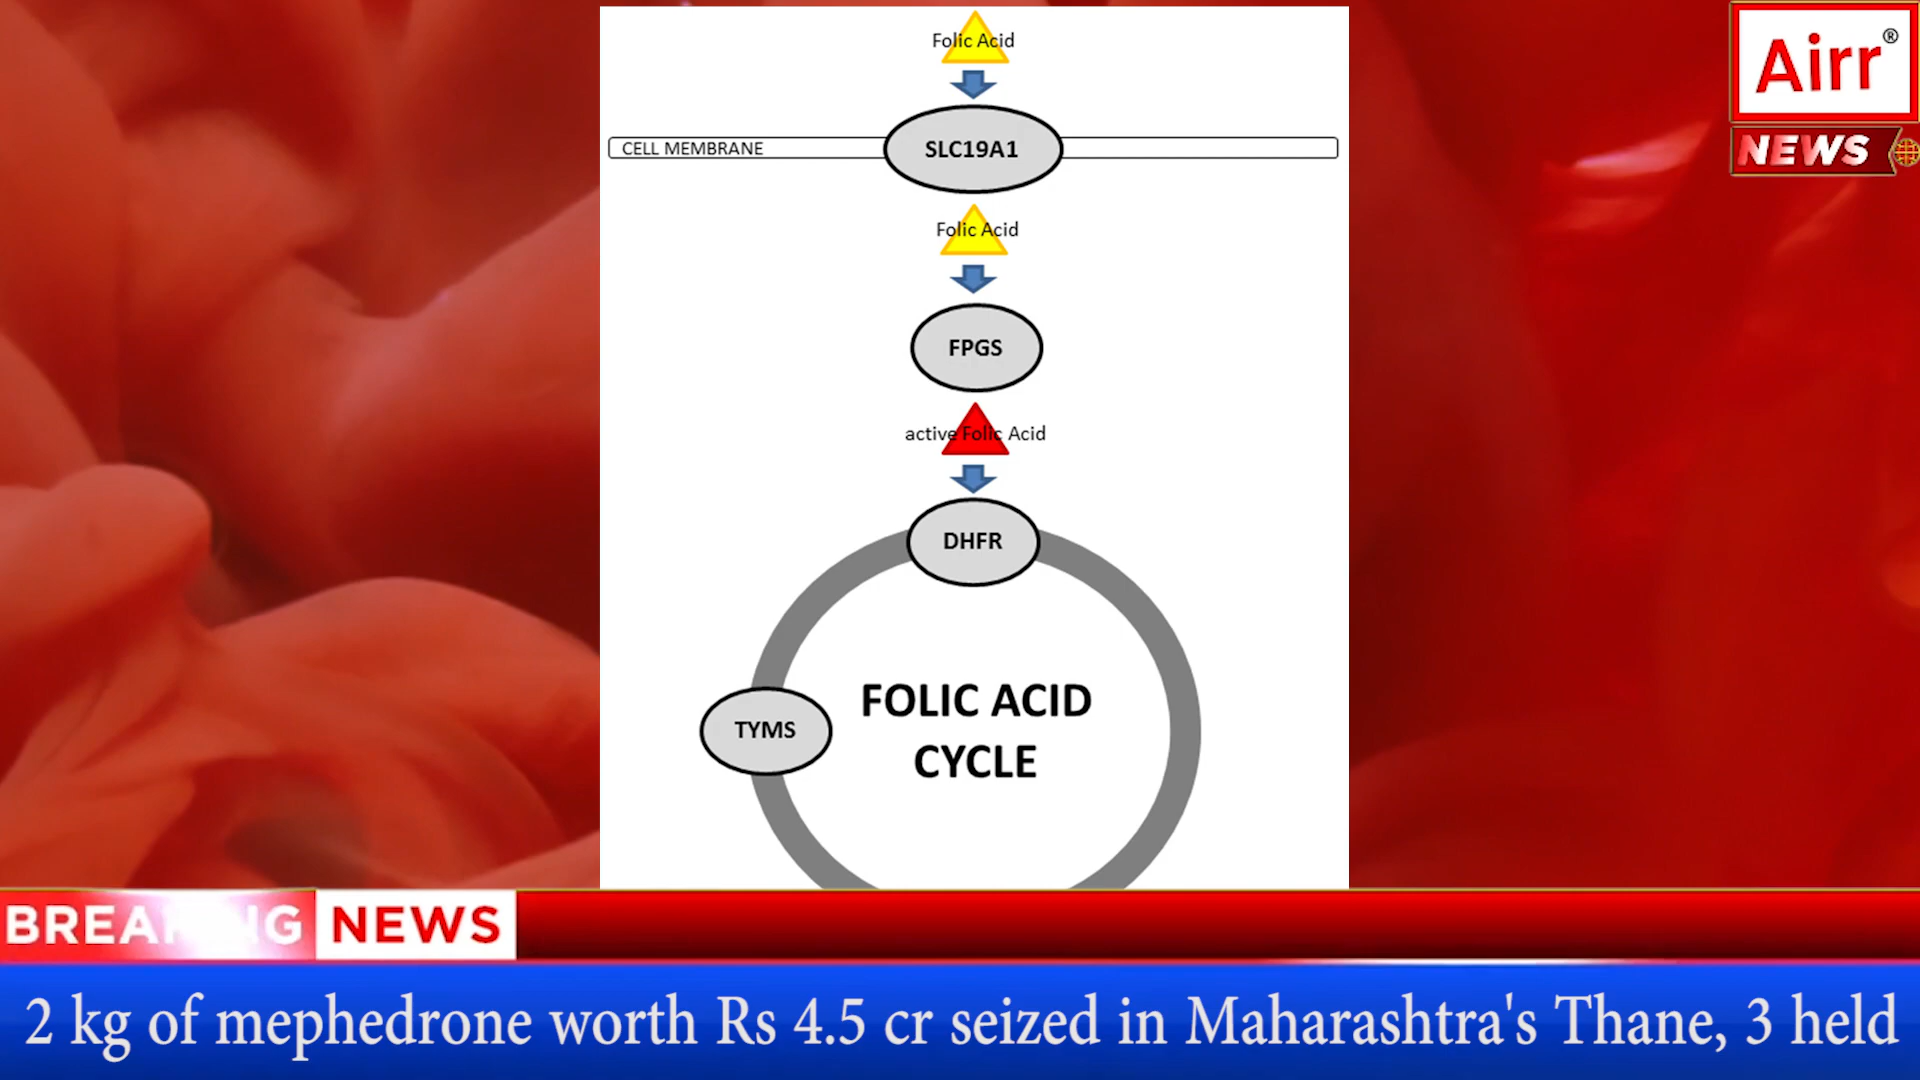 Folic Acid
CELL MEMBRANE
SLC19A1
Folic Acid
FPGS
active Folic Acid
DHFR
TYMS
FOLIC ACID
CYCLE
Airr®
NEWS
BREAKING NEWS
2 kg of mephedrone worth Rs 4.5 cr seized in Maharashtra's Thane, 3 held